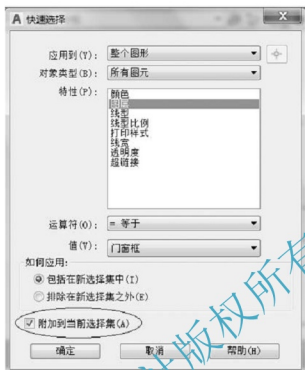 快速选择
应用到(Y): 整个图形
对象类型(B): 所有图元
特性(P):
颜色
图层
线型
线型比例
打印样式
线宽
透明度
超链接
运算符(O): = 等于
值(V): 门窗框
如何应用:
包括在新选择集中(I)
排除在新选择集之外(E)
附加到当前选择集(A)
确定 取消 帮助(H)
版权所有